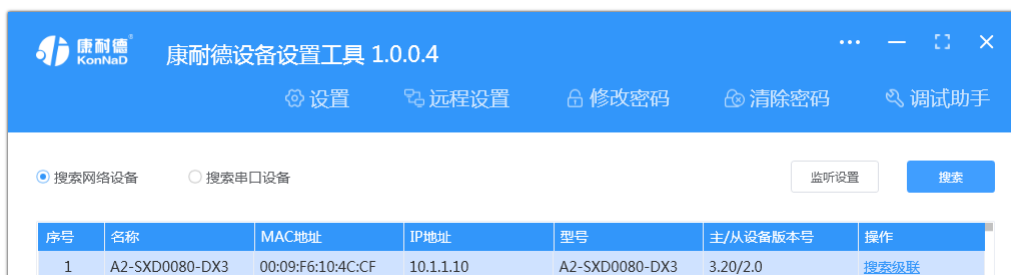 康耐德®
KonNaD
康耐德设备设置工具 1.0.0.4
设置 远程设置 修改密码 清除密码 调试助手
搜索网络设备 搜索串口设备 监听设置 搜索
序号 名称 MAC地址 IP地址 型号 主/从设备版本号 操作
1 A2-SXD0080-DX3 00:09:F6:10:4C:CF 10.1.1.10 A2-SXD0080-DX3 3.20/2.0 搜索级联